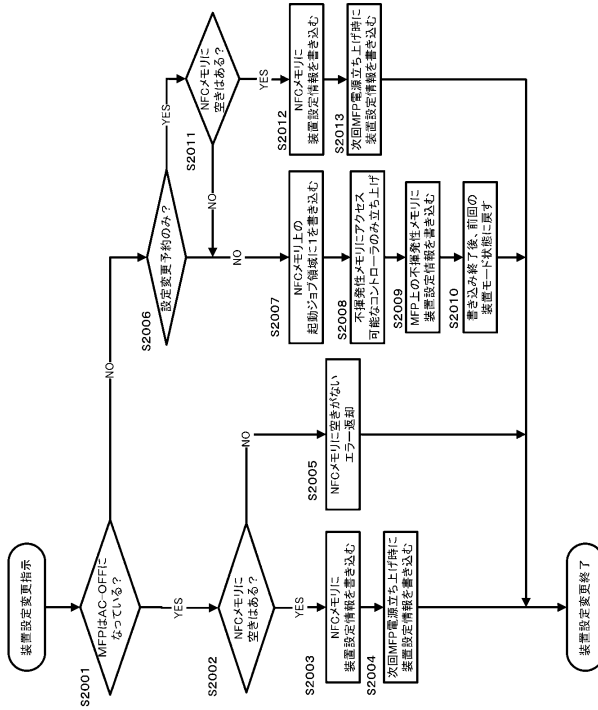 装置設定変更指示
S2001
MFPはAC-OFFに
なっている?
YES
NO
S2002
NFCメモリに
空きはある?
YES
NO
S2003
NFCメモリに
装置設定情報を書き込む
S2004
次回MFP電源立ち上げ時に
装置設定情報を書き込む
S2005
NFCメモリに空きがない
エラー返却
S2006
設定変更予約のみ?
YES
NO
S2007
NFCメモリ上の
起動ジョブ領域に1を書き込む
S2008
不揮発性メモリにアクセス
可能なコントローラのみ立ち上げ
S2009
MFP上の不揮発性メモリに
装置設定情報を書き込む
S2010
書き込み終了後、前回の
装置モード状態に戻す
S2011
NFCメモリに
空きはある?
NO
YES
S2012
NFCメモリに
装置設定情報を書き込む
S2013
次回MFP電源立ち上げ時に
装置設定情報を書き込む
装置設定変更終了